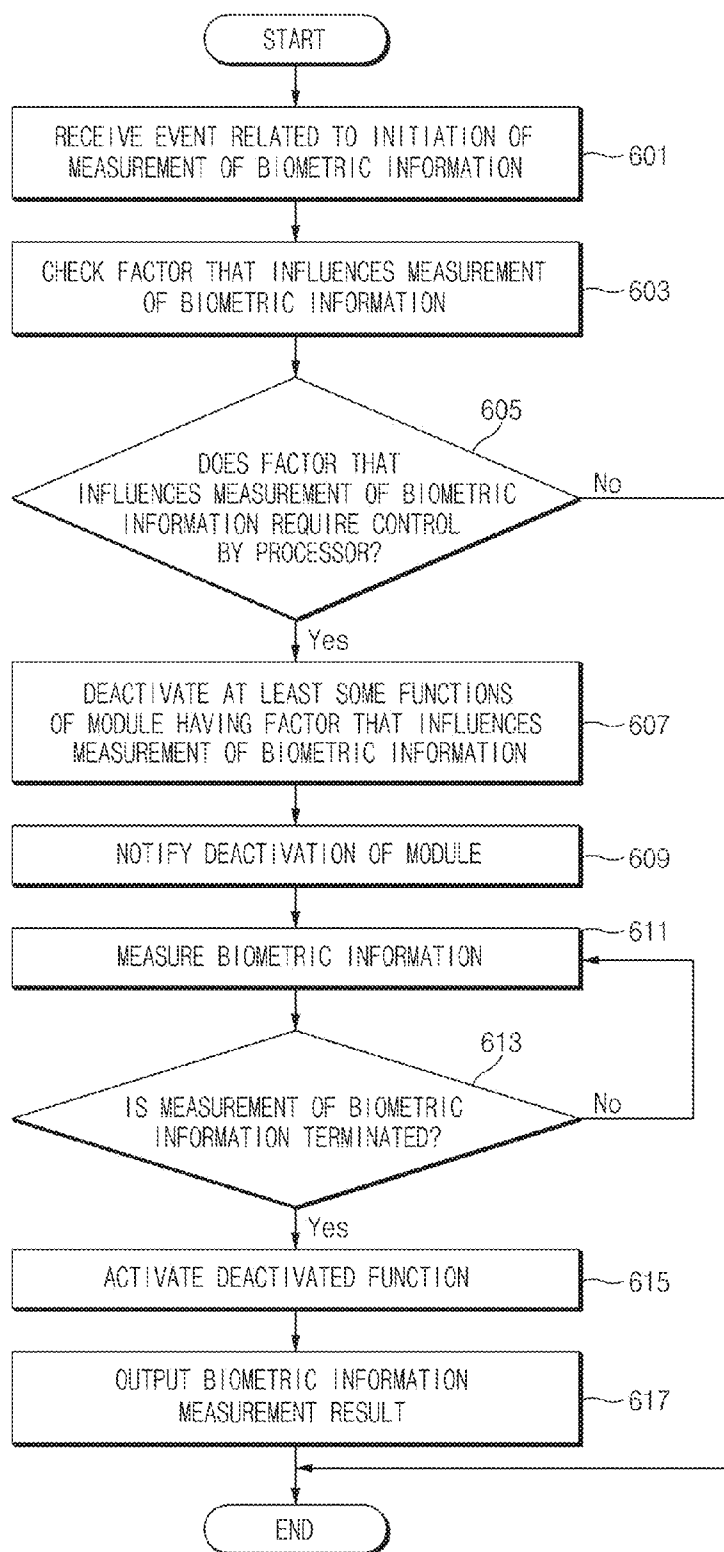 START
RECEIVE EVENT RELATED TO INITIATION OF
MEASUREMENT OF BIOMETRIC INFORMATION
601
CHECK FACTOR THAT INFLUENCES MEASUREMENT
OF BIOMETRIC INFORMATION
603
605
DOES FACTOR THAT
INFLUENCES MEASUREMENT OF BIOMETRIC
INFORMATION REQUIRE CONTROL
BY PROCESSOR?
No
Yes
DEACTIVATE AT LEAST SOME FUNCTIONS
OF MODULE HAVING FACTOR THAT INFLUENCES
MEASUREMENT OF BIOMETRIC INFORMATION
607
NOTIFY DEACTIVATION OF MODULE
609
611
MEASURE BIOMETRIC INFORMATION
613
IS MEASUREMENT OF BIOMETRIC
INFORMATION TERMINATED?
No
Yes
ACTIVATE DEACTIVATED FUNCTION
615
OUTPUT BIOMETRIC INFORMATION
MEASUREMENT RESULT
617
END